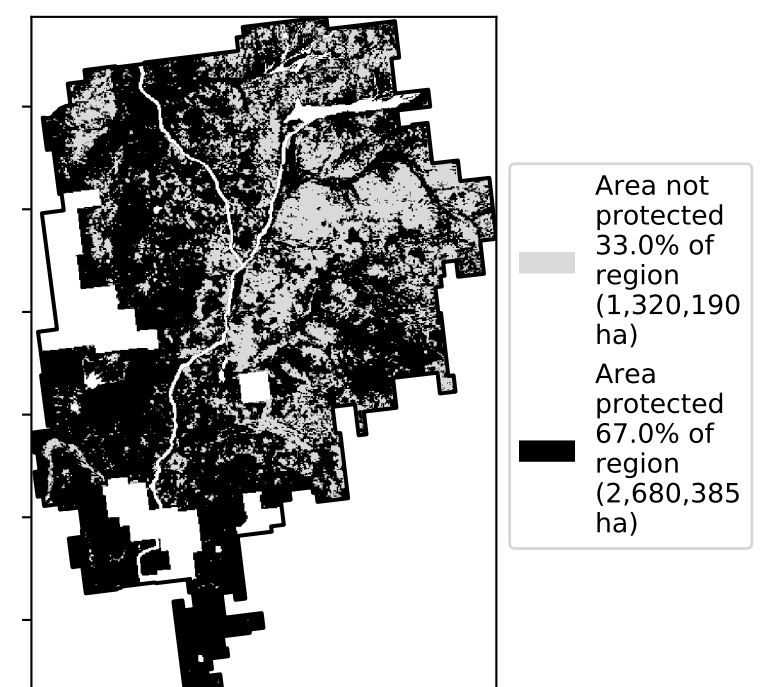 Area not
protected
33.0% of
region
(1,320,190
ha)
Area
protected
67.0% of
region
(2,680,385
ha)